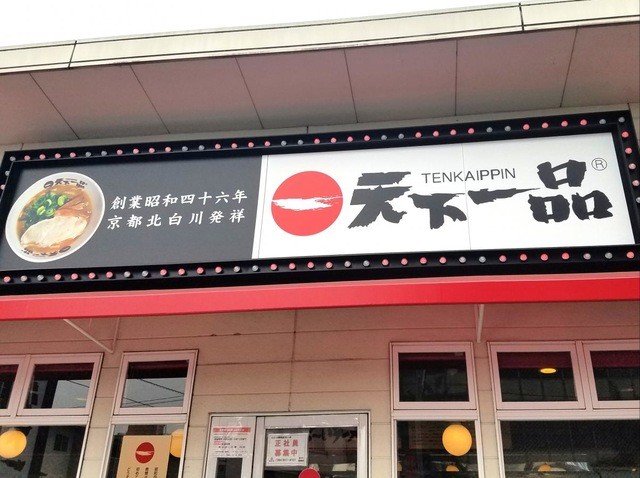 創業昭和四十六年
京都北白川発祥
TENKAIPPIN
天下一品
®
正社員
募集中